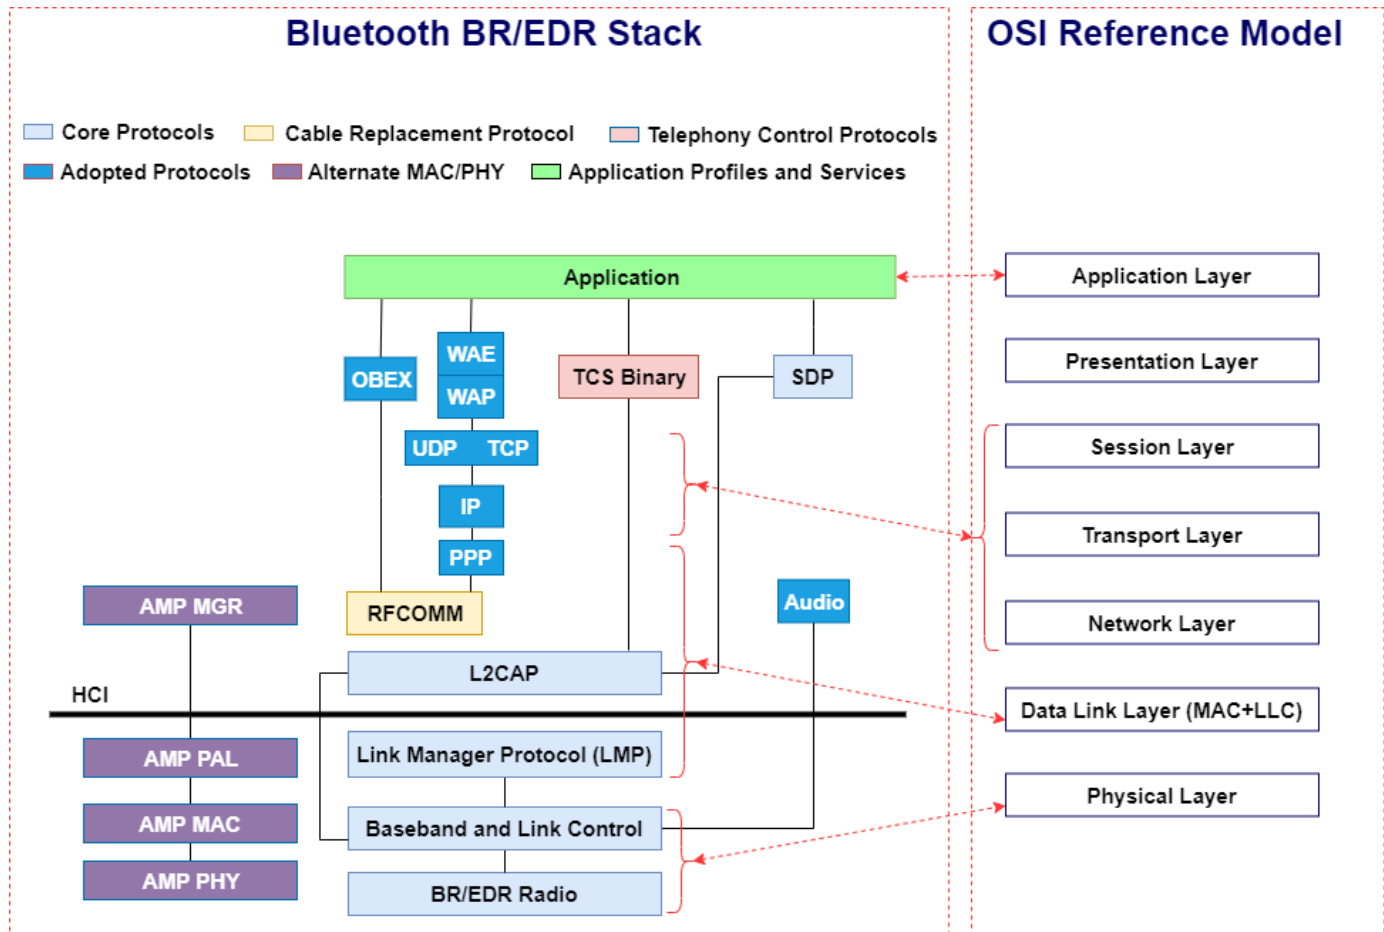 Bluetooth BR/EDR Stack
OSI Reference Model
Core Protocols
Cable Replacement Protocol
Telephony Control Protocols
Adopted Protocols
Alternate MAC/PHY
Application Profiles and Services
Application
OBEX
WAE
WAP
TCS Binary
SDP
UDP TCP
IP
PPP
RFCOMM
Audio
AMP MGR
L2CAP
HCI
AMP PAL
Link Manager Protocol (LMP)
AMP MAC
Baseband and Link Control
AMP PHY
BR/EDR Radio
Application Layer
Presentation Layer
Session Layer
Transport Layer
Network Layer
Data Link Layer (MAC+LLC)
Physical Layer